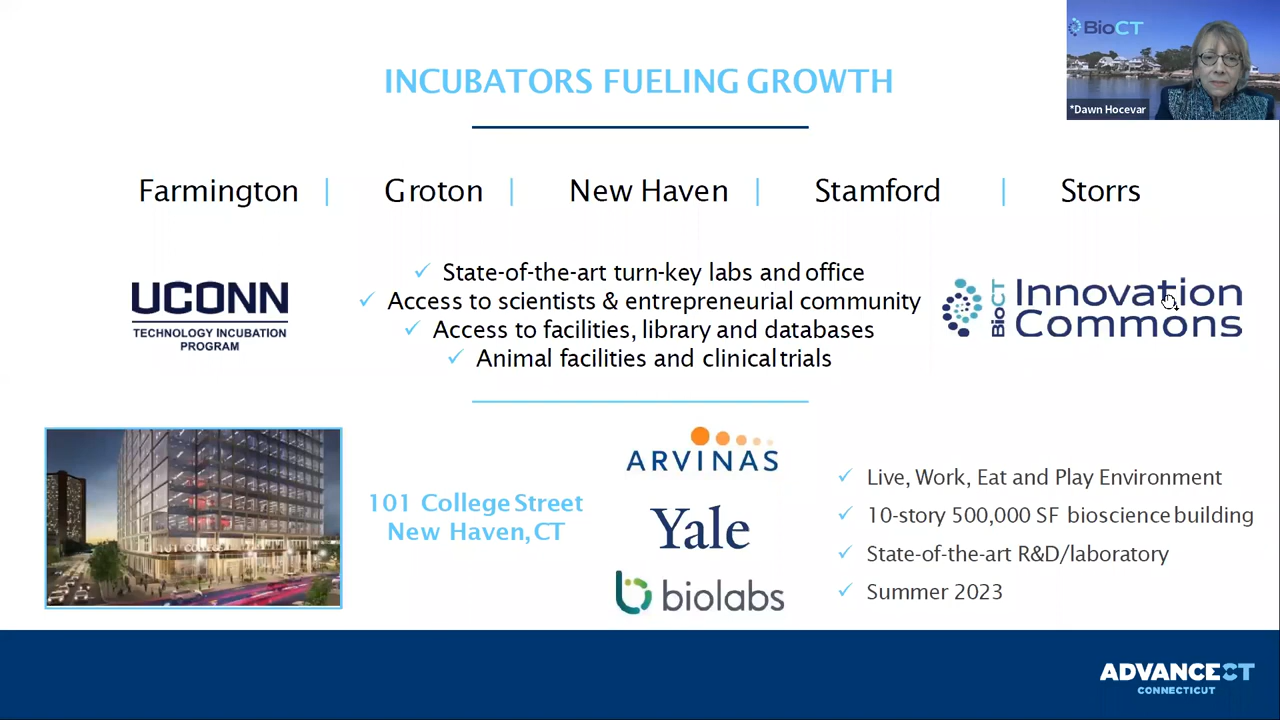 BioCT
*Dawn Hocevar
INCUBATORS FUELING GROWTH
Farmington | Groton | New Haven | Stamford | Storrs
UCONN
TECHNOLOGY INCUBATION
PROGRAM
✓ State-of-the-art turn-key labs and office
✓ Access to scientists & entrepreneurial community
✓ Access to facilities, library and databases
✓ Animal facilities and clinical trials
BioCT
Innovation
Commons
101 COLLEGE
101 College Street
New Haven, CT
ARVINAS
Yale
biolabs
✓ Live, Work, Eat and Play Environment
✓ 10-story 500,000 SF bioscience building
✓ State-of-the-art R&D/laboratory
✓ Summer 2023
ADVANCECT
CONNECTICUT